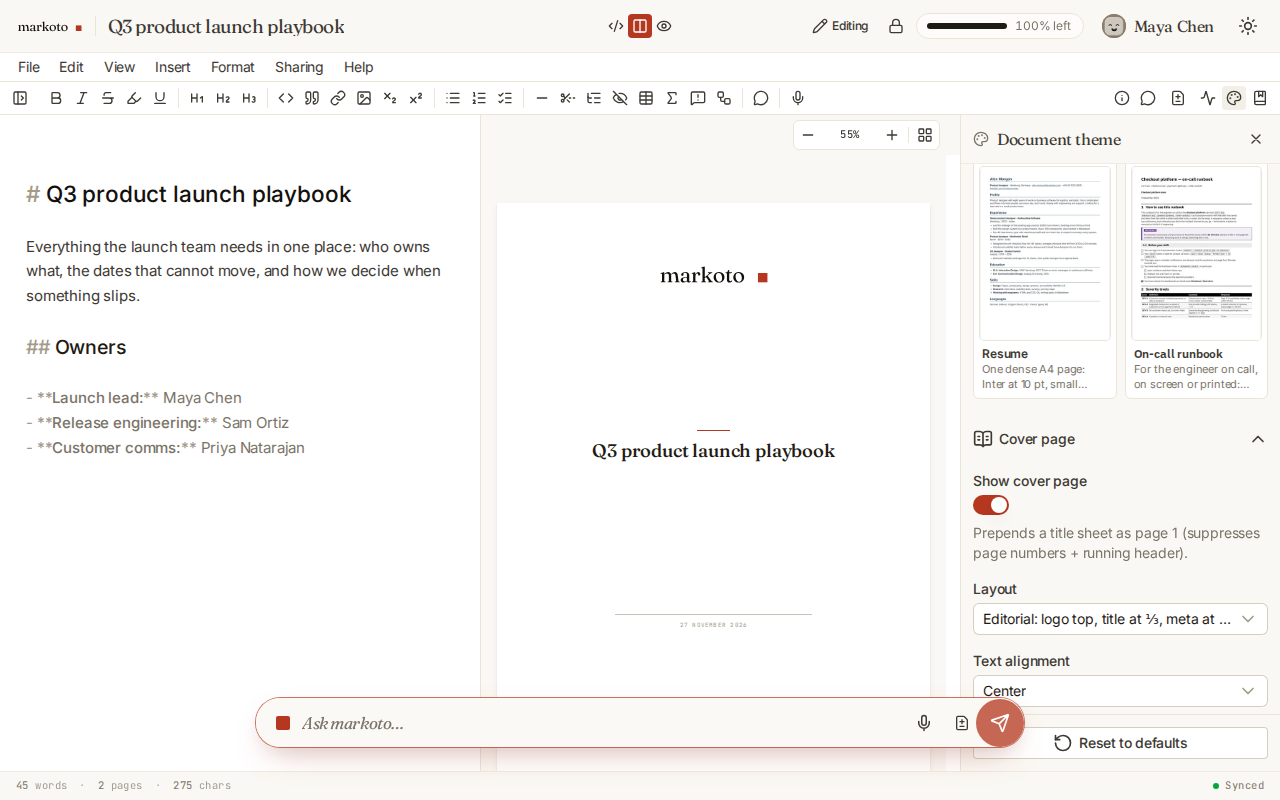 markoto
Q3 product launch playbook
Editing
100% left
Maya Chen
File Edit View Insert Format Sharing Help
H1 H2 H3
55%
Document theme
# Q3 product launch playbook
Everything the launch team needs in one place: who owns
what, the dates that cannot move, and how we decide when
something slips.
## Owners
- **Launch lead:** Maya Chen
- **Release engineering:** Sam Ortiz
- **Customer comms:** Priya Natarajan
markoto
Q3 product launch playbook
27 NOVEMBER 2026
Resume
One dense A4 page:
Inter at 10 pt, small...
On-call runbook
For the engineer on call,
on screen or printed:...
Cover page
Show cover page
Prepends a title sheet as page 1 (suppresses
page numbers + running header).
Layout
Editorial: logo top, title at ⅓, meta at ...
Text alignment
Center
Reset to defaults
Ask markoto...
45 words · 2 pages · 275 chars
Synced